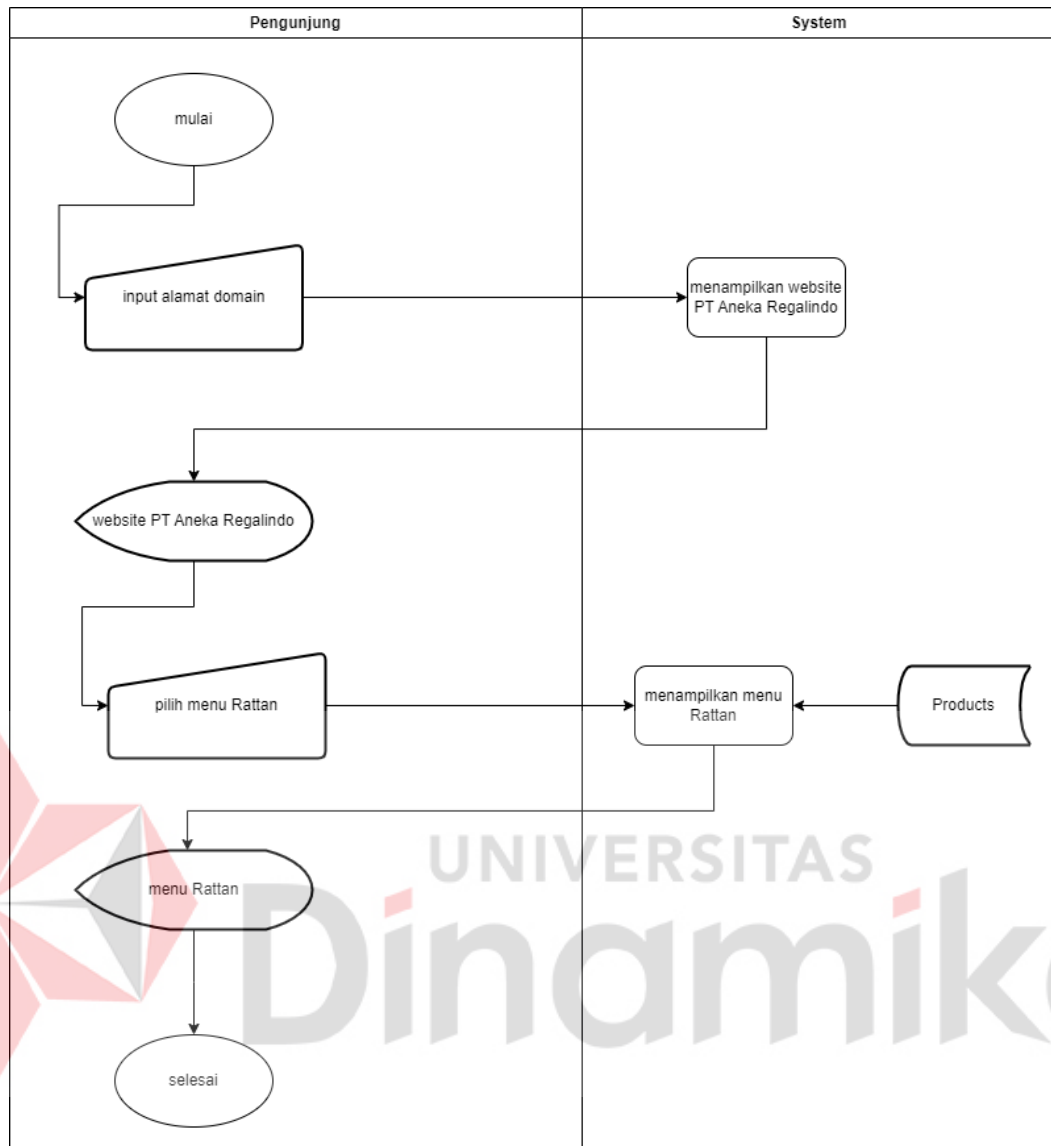 Pengunjung
System
mulai
input alamat domain
menampilkan website
PT Aneka Regalindo
website PT Aneka Regalindo
pilih menu Rattan
menampilkan menu
Rattan
Products
menu Rattan
selesai
UNIVERSITAS
Dinamika